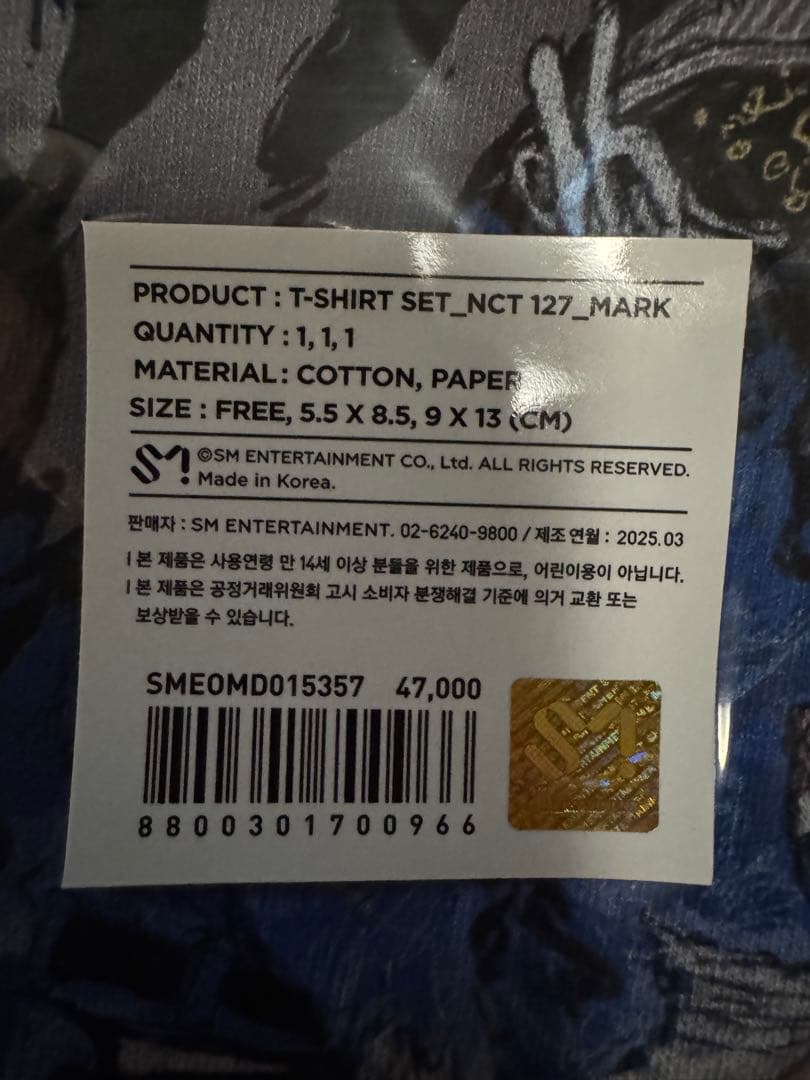 PRODUCT : T-SHIRT SET_NCT 127_MARK
QUANTITY : 1, 1, 1
MATERIAL : COTTON, PAPER
SIZE : FREE, 5.5 X 8.5, 9 X 13 (CM)
SM
©SM ENTERTAINMENT CO., Ltd. ALL RIGHTS RESERVED.
Made in Korea.
판매자 : SM ENTERTAINMENT. 02-6240-9800 / 제조 연월 : 2025.03
ㅣ본 제품은 사용연령 만 14세 이상 분들을 위한 제품으로, 어린이용이 아닙니다.
ㅣ본 제품은 공정거래위원회 고시 소비자 분쟁해결 기준에 의거 교환 또는
보상받을 수 있습니다.
SMEOMD015357 47,000
8800301700966
SM